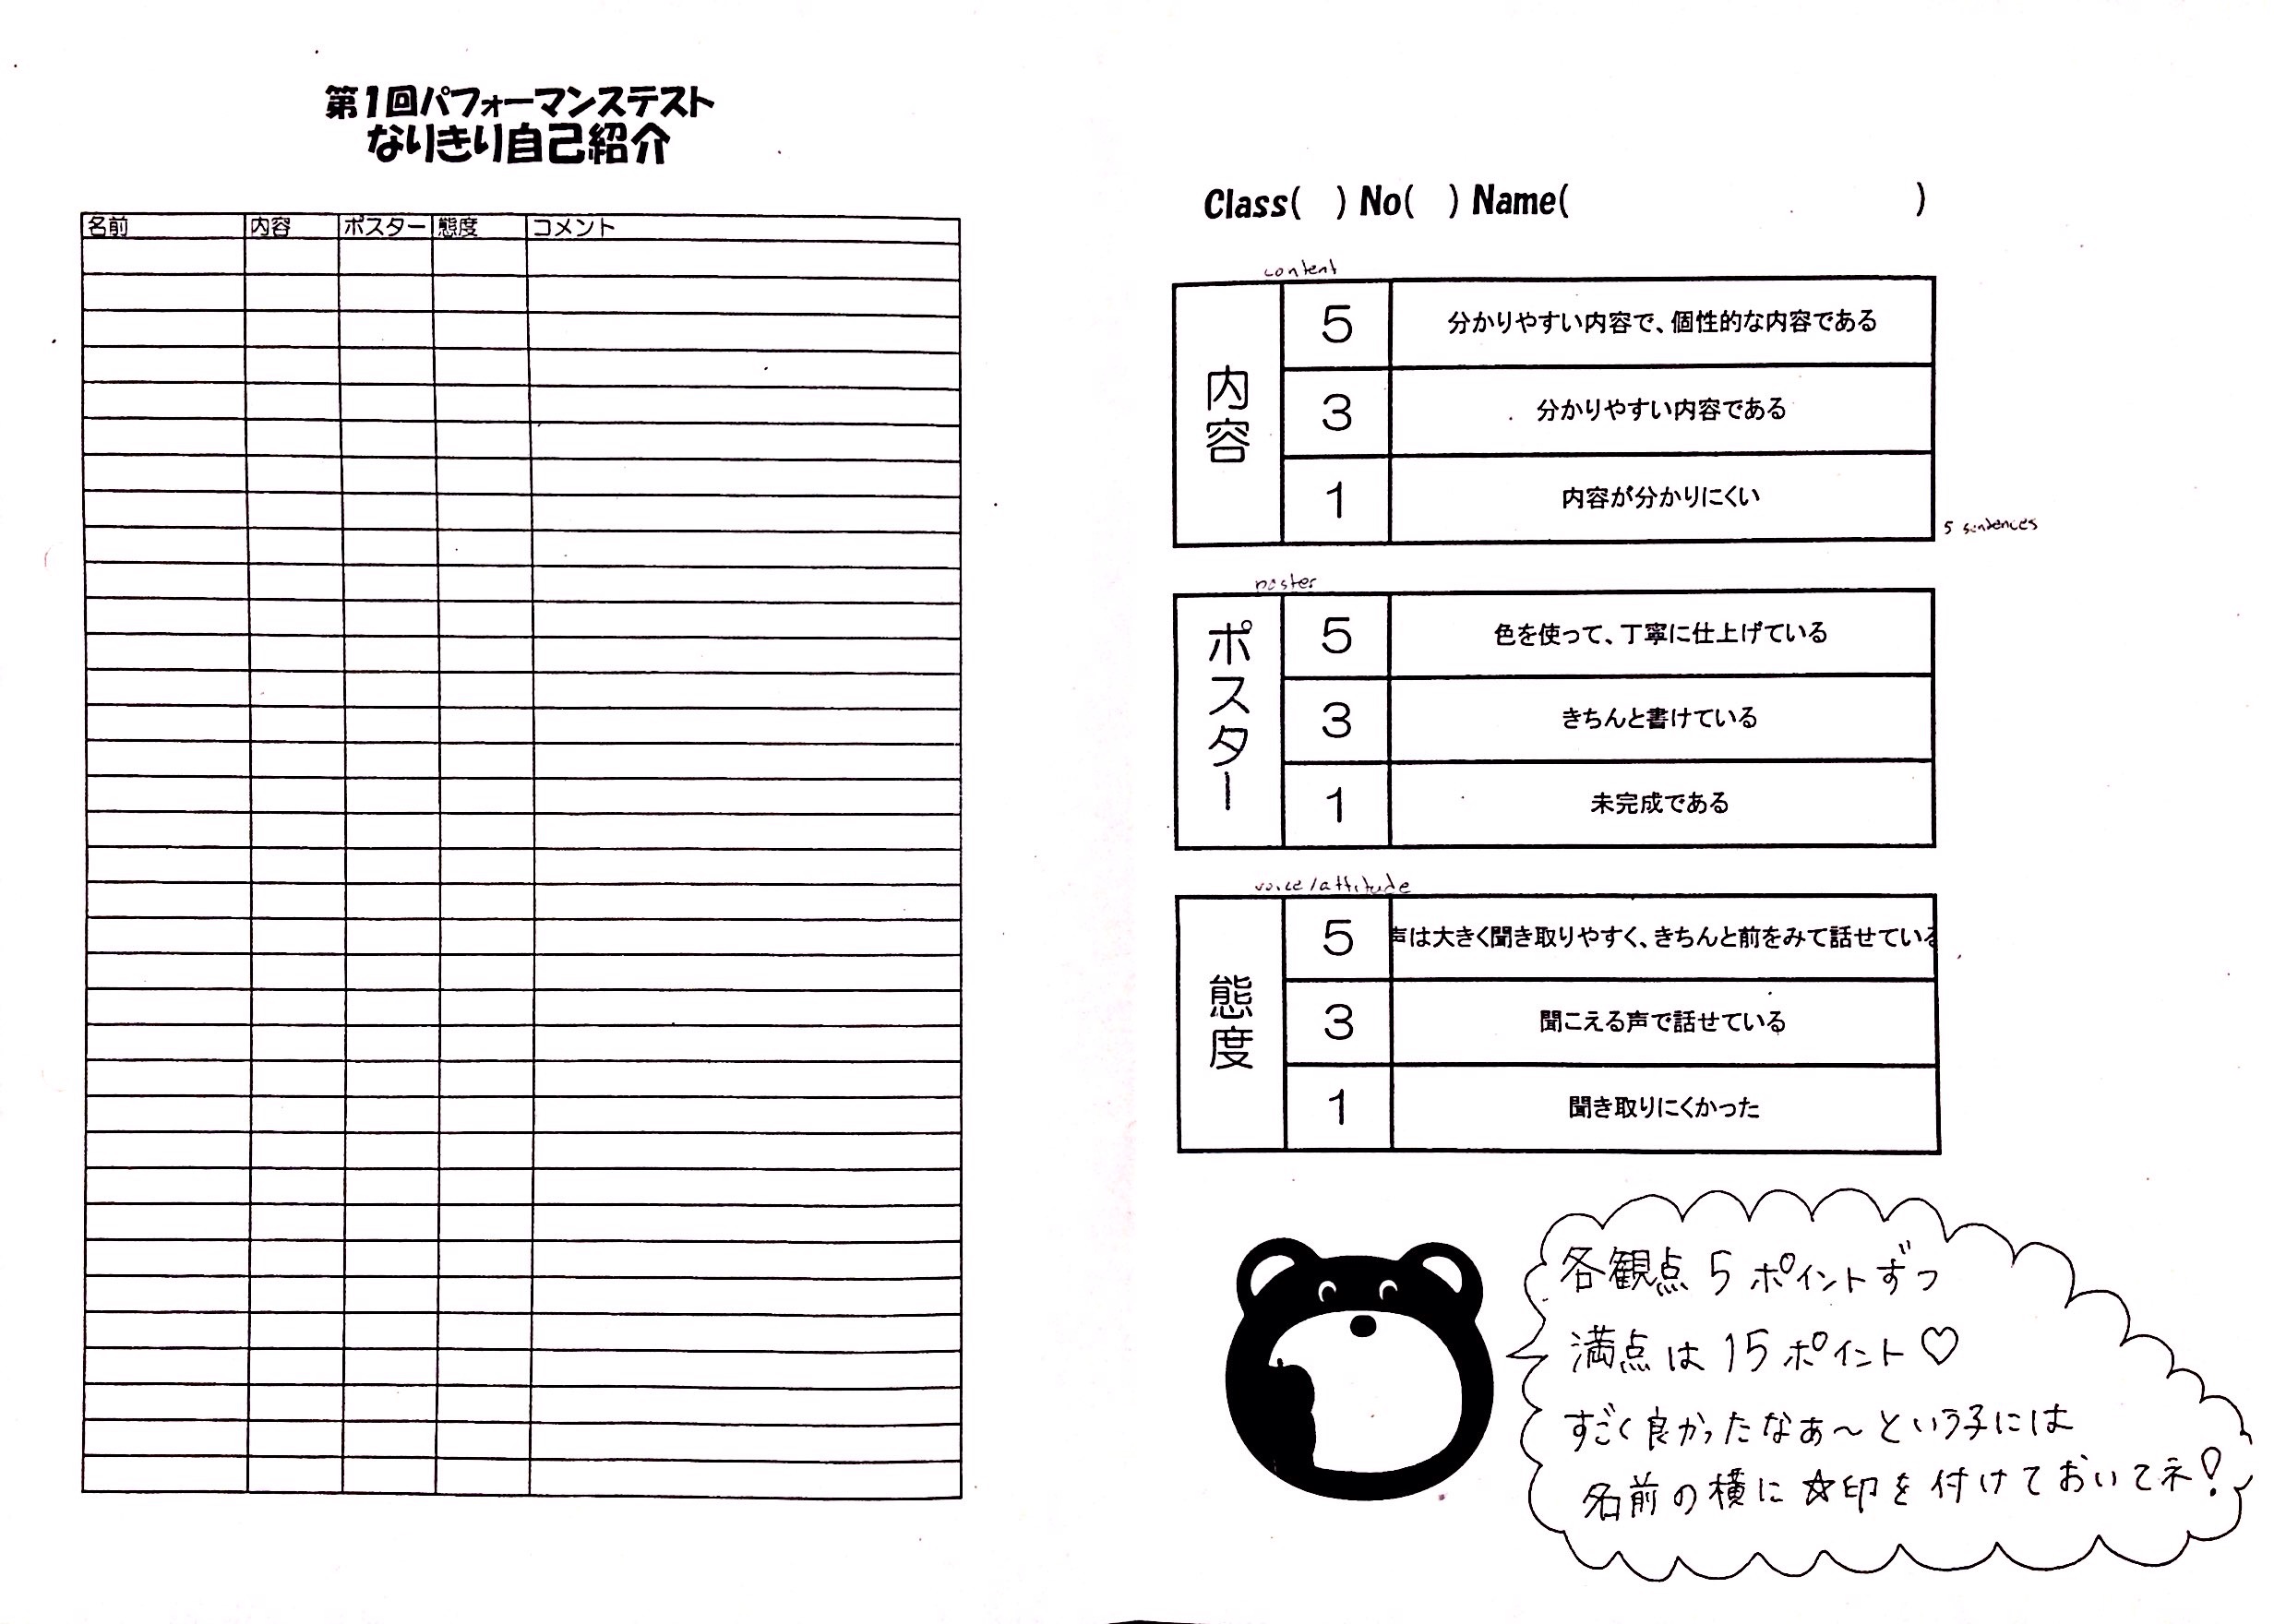 第1回パフォーマンステスト
なりきり自己紹介
名前 内容 ポスター 態度 コメント
Class( ) No( ) Name( )
content
内容
5 分かりやすい内容で、個性的な内容である
3 分かりやすい内容である
1 内容が分かりにくい
5 sentences
poster
ポスター
5 色を使って、丁寧に仕上げている
3 きちんと書けている
1 未完成である
voice/attitude
態度
5 声は大きく聞き取りやすく、きちんと前をみて話せている
3 聞こえる声で話せている
1 聞き取りにくかった
各観点5ポイントずつ
満点は15ポイント♡
すごく良かったなぁ〜という子には
名前の横に☆印を付けておいてネ!